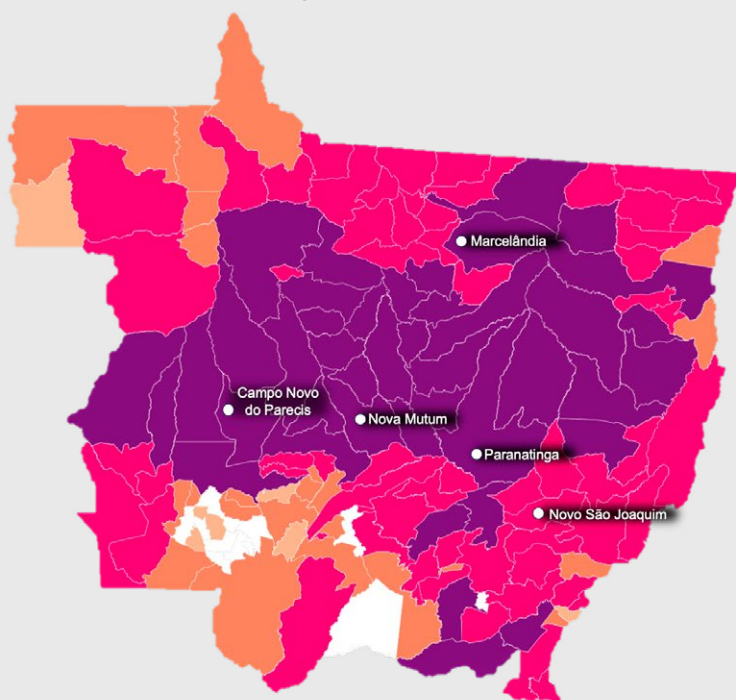 Marcelândia
Campo Novo
do Parecis
Nova Mutum
Paranatinga
Novo São Joaquim